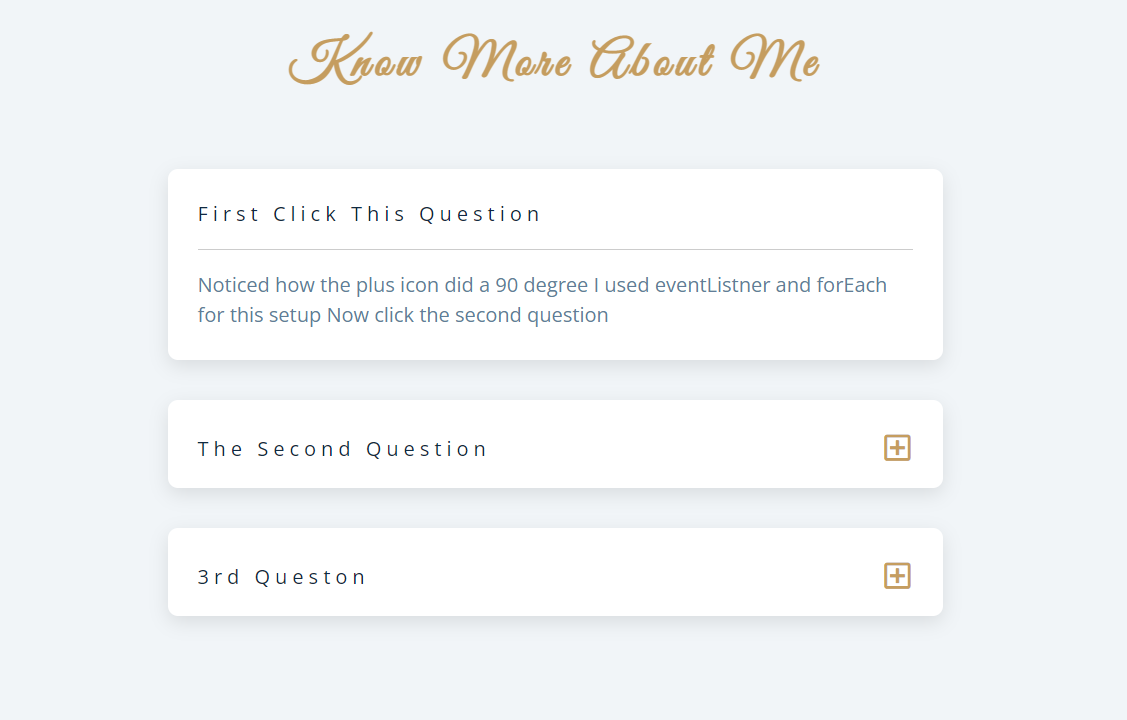 Know More About Me
First Click This Question
Noticed how the plus icon did a 90 degree I used eventListner and forEach
for this setup Now click the second question
The Second Question
3rd Queston